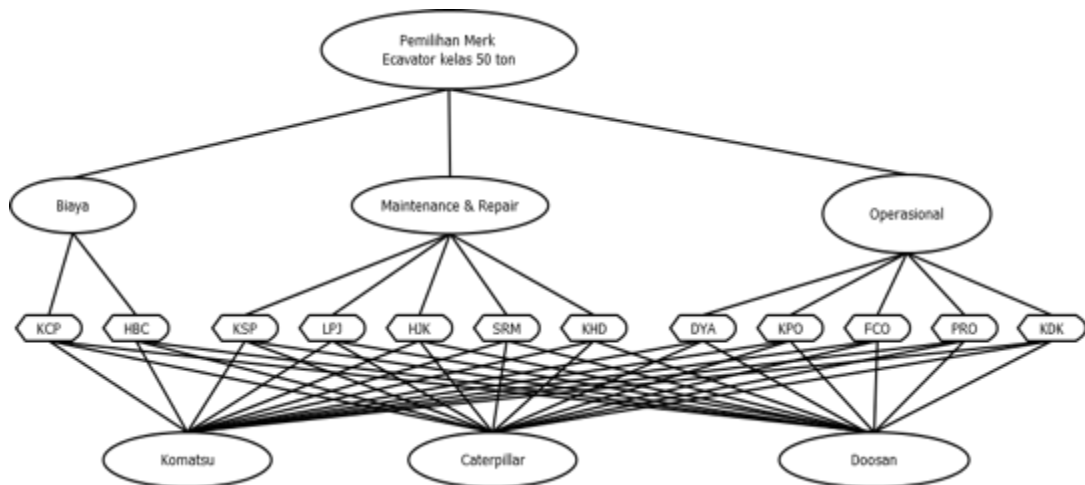 Pemilihan Merk
Ecavator kelas 50 ton
Biaya
Maintenance & Repair
Operasional
KCP
HBC
KSP
LPJ
HJK
SRM
KHD
DYA
KPO
FCO
PRO
KDK
Komatsu
Caterpillar
Doosan